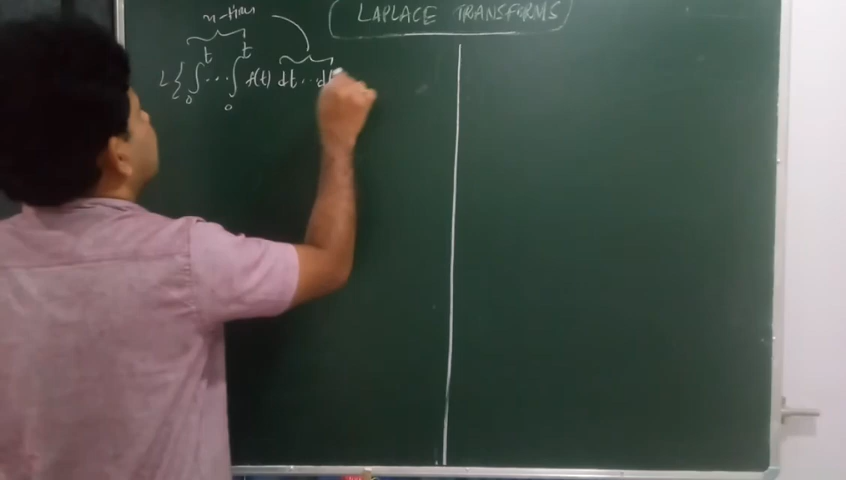 LAPLACE TRANSFORMS
n-times
L{∫₀ᵗ ... ∫₀ᵗ f(t) dt ... dt